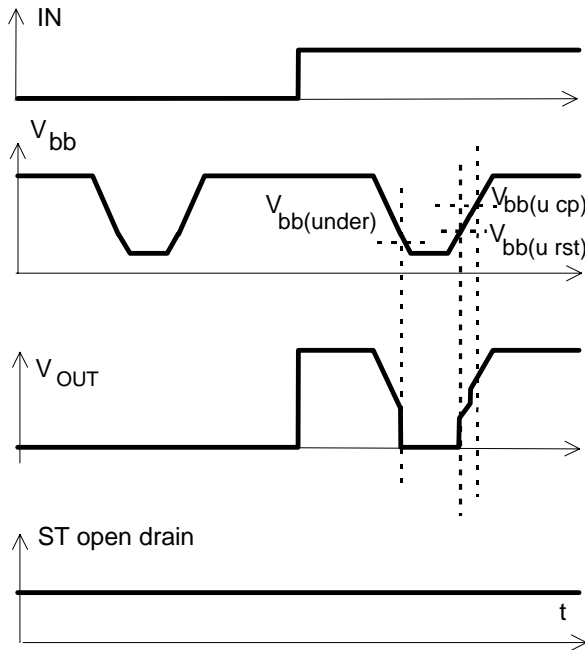 IN
V bb
V bb(under)
V bb(u cp)
V bb(u rst)
V OUT
ST open drain
t